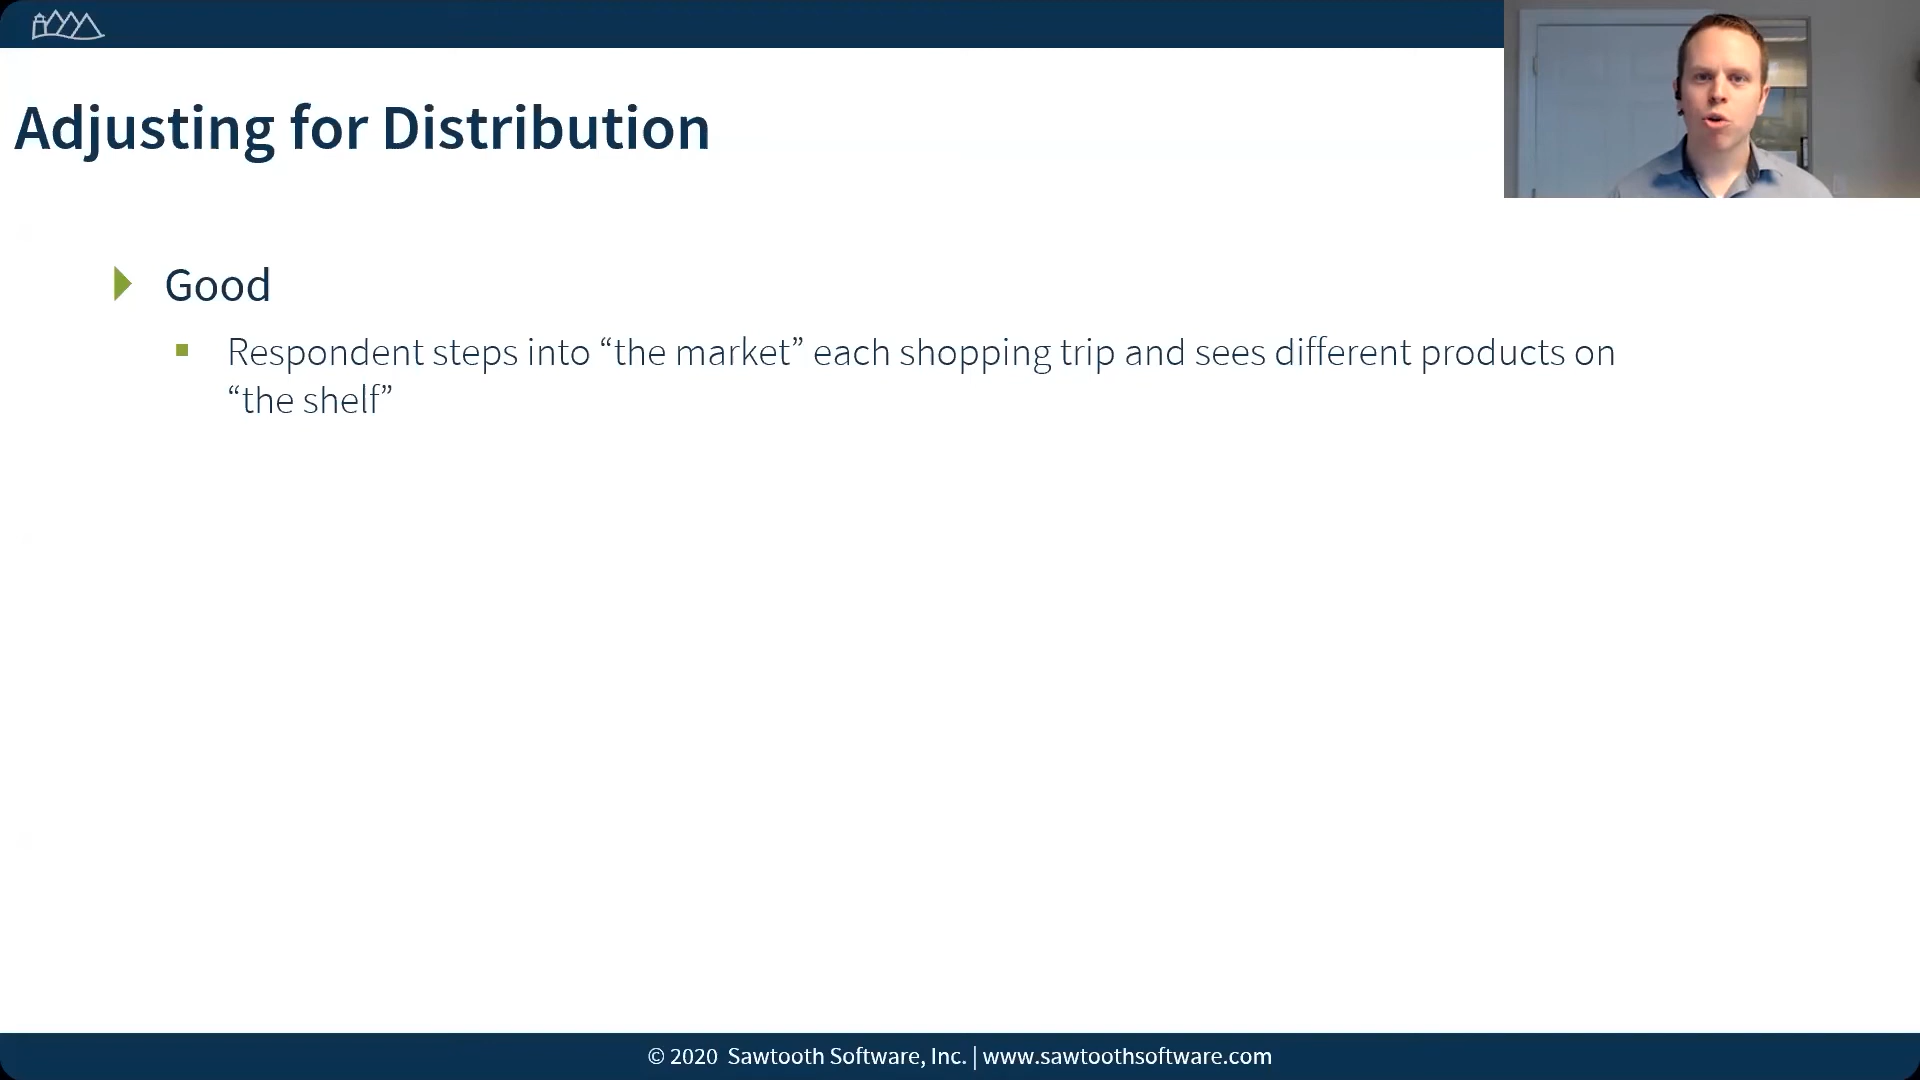 Adjusting for Distribution
Good
Respondent steps into “the market” each shopping trip and sees different products on
“the shelf”
© 2020 Sawtooth Software, Inc. | www.sawtoothsoftware.com